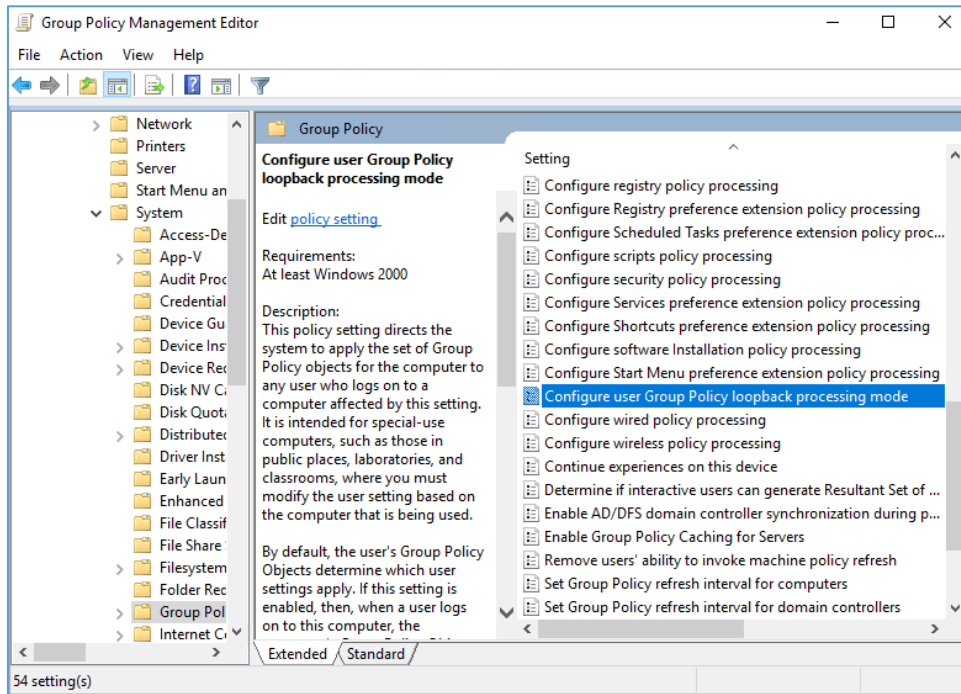 Group Policy Management Editor
File Action View Help
Network
Printers
Server
Start Menu an
System
Access-De
App-V
Audit Proc
Credential
Device Gu
Device Ins
Device Rec
Disk NV Ca
Disk Quota
Distributed
Driver Inst
Early Laun
Enhanced
File Classif
File Share
Filesystem
Folder Rec
Group Pol
Internet Co
Group Policy
Configure user Group Policy
loopback processing mode
Edit policy setting
Requirements:
At least Windows 2000
Description:
This policy setting directs the
system to apply the set of Group
Policy objects for the computer to
any user who logs on to a
computer affected by this setting.
It is intended for special-use
computers, such as those in
public places, laboratories, and
classrooms, where you must
modify the user setting based on
the computer that is being used.
By default, the user's Group Policy
Objects determine which user
settings apply. If this setting is
enabled, then, when a user logs
on to this computer, the
Setting
Configure registry policy processing
Configure Registry preference extension policy processing
Configure Scheduled Tasks preference extension policy proc...
Configure scripts policy processing
Configure security policy processing
Configure Services preference extension policy processing
Configure Shortcuts preference extension policy processing
Configure software Installation policy processing
Configure Start Menu preference extension policy processing
Configure user Group Policy loopback processing mode
Configure wired policy processing
Configure wireless policy processing
Continue experiences on this device
Determine if interactive users can generate Resultant Set of ...
Enable AD/DFS domain controller synchronization during p...
Enable Group Policy Caching for Servers
Remove users' ability to invoke machine policy refresh
Set Group Policy refresh interval for computers
Set Group Policy refresh interval for domain controllers
Extended Standard
54 setting(s)